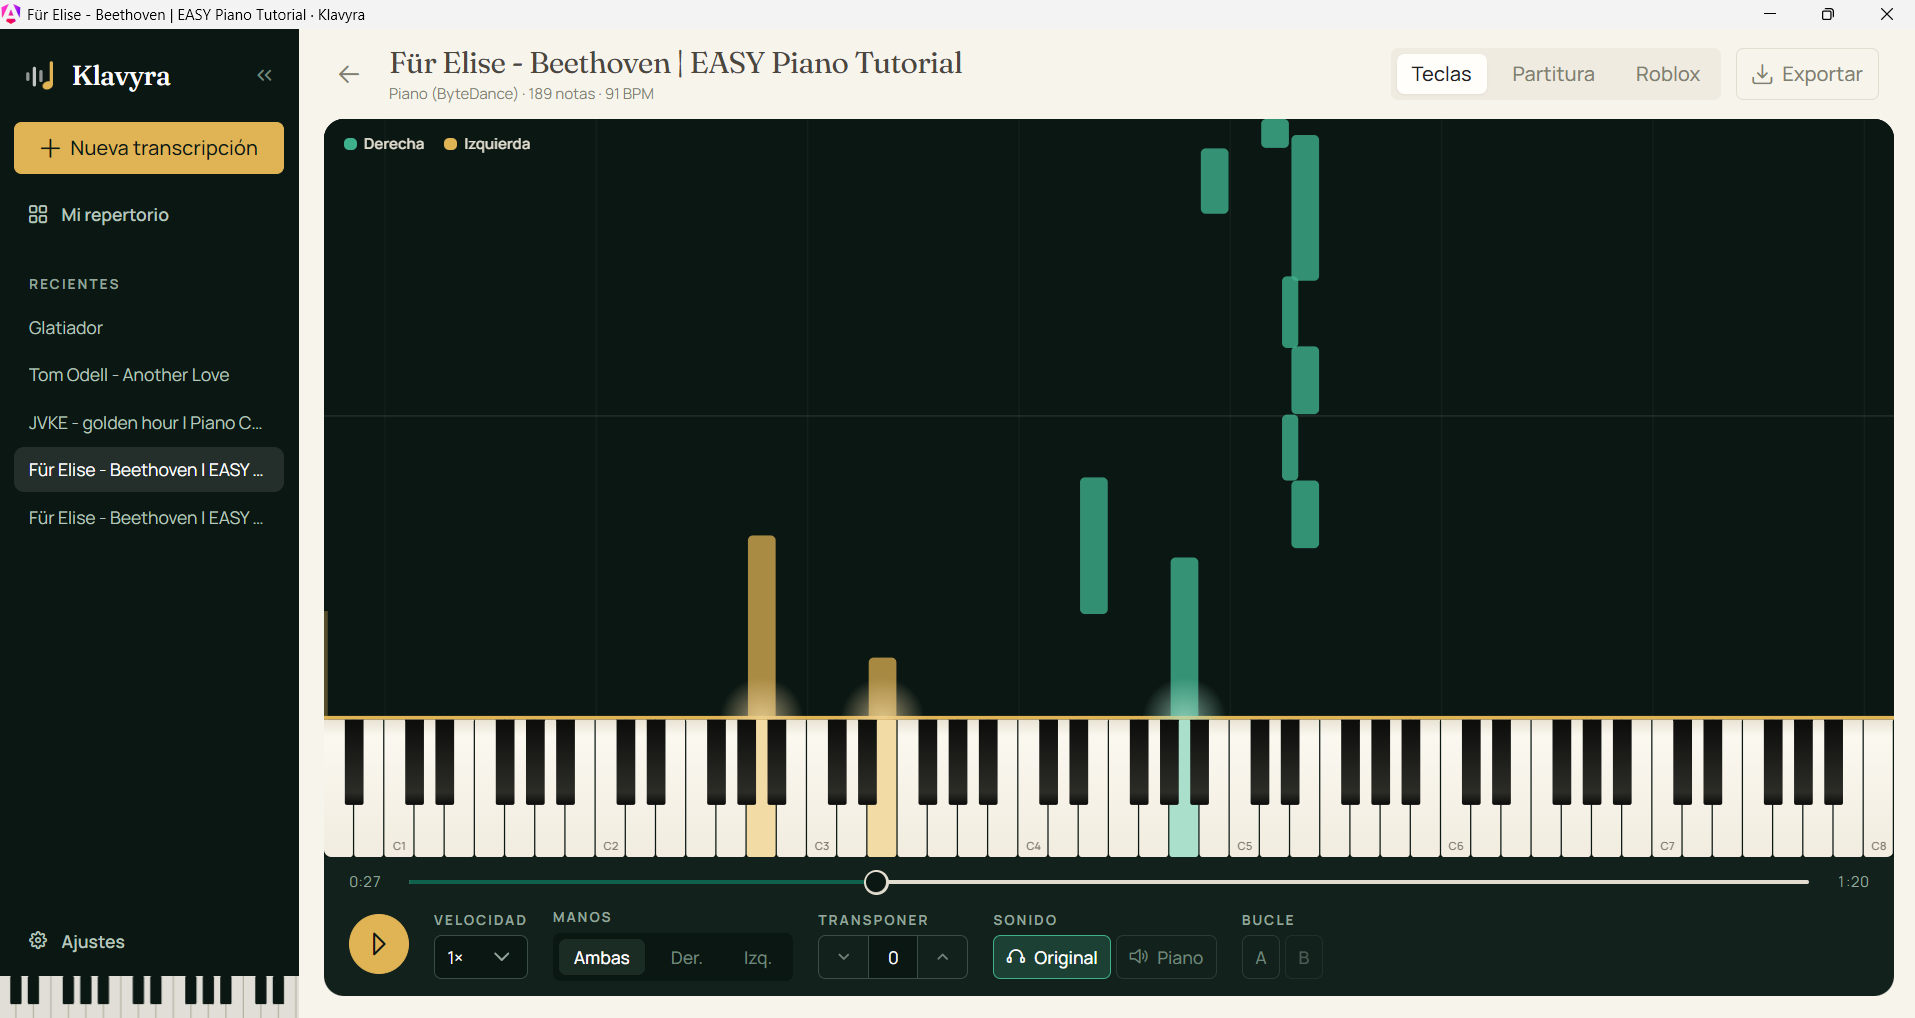 Für Elise - Beethoven | EASY Piano Tutorial · Klavyra
Klavyra
Nueva transcripción
Mi repertorio
RECIENTES
Glatiador
Tom Odell - Another Love
JVKE - golden hour | Piano C...
Für Elise - Beethoven | EASY ...
Für Elise - Beethoven | EASY ...
Ajustes
Für Elise - Beethoven | EASY Piano Tutorial
Piano (ByteDance) · 189 notas · 91 BPM
Teclas Partitura Roblox Exportar
Derecha Izquierda
C1 C2 C3 C4 C5 C6 C7 C8
0:27 1:20
VELOCIDAD MANOS TRANSPONER SONIDO BUCLE
1× Ambas Der. Izq. 0 Original Piano A B